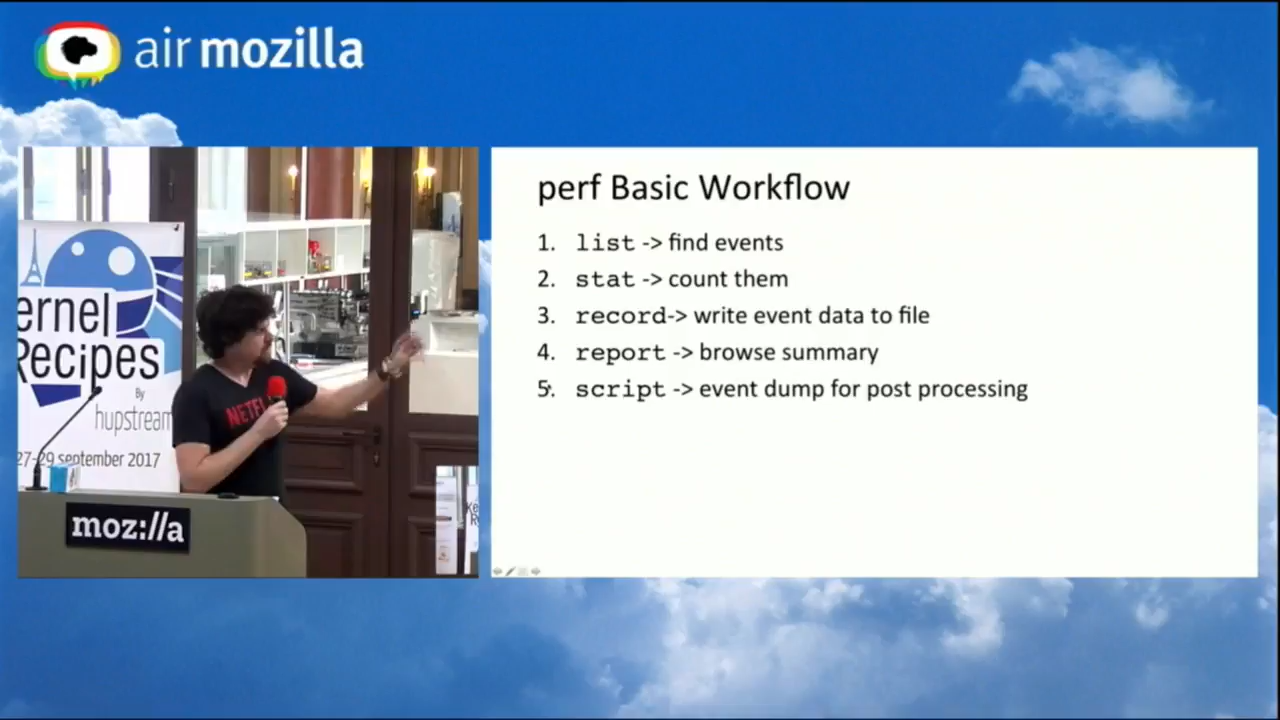 air mozilla
ernel
Recipes
By
hupstream
27-29 september 2017
NETFL
moz://a
perf Basic Workflow
1. list -> find events
2. stat -> count them
3. record-> write event data to file
4. report -> browse summary
5. script -> event dump for post processing